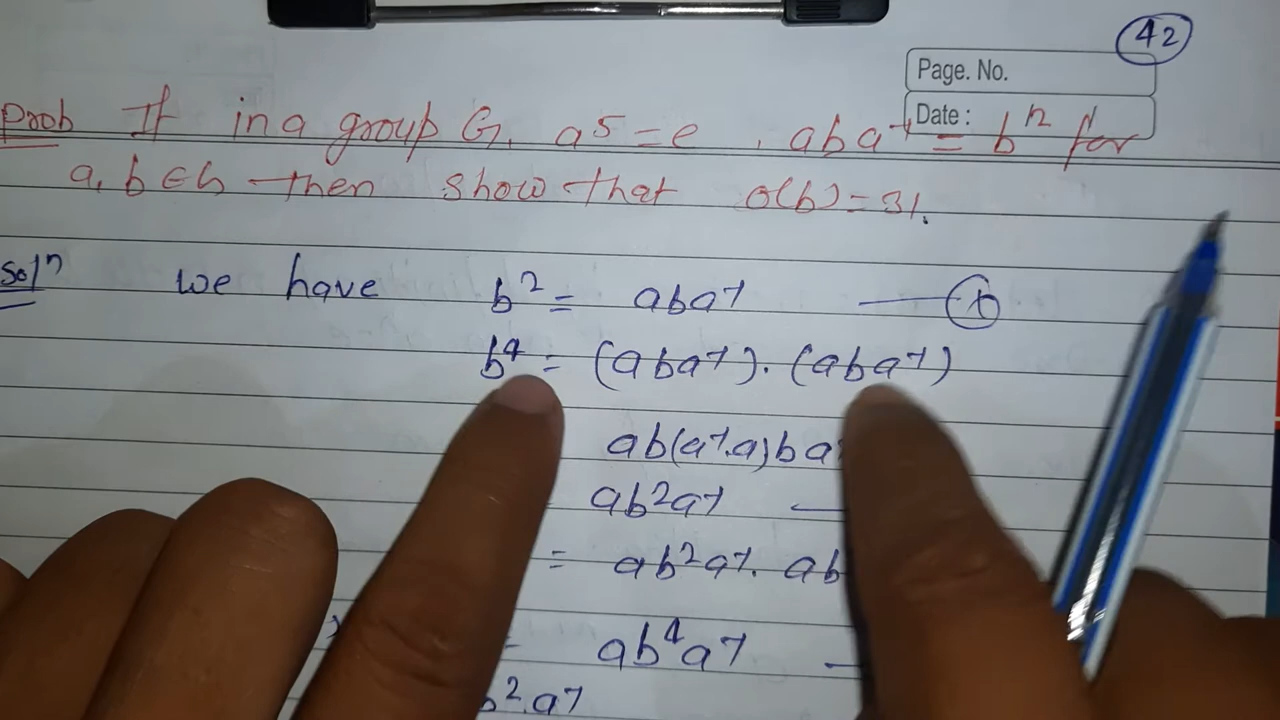 42
Page. No.
Date :
Prob If in a group G, a⁵=e, aba⁻¹ = bⁿ for
a, b ∈ G then show that o(b)=31.
Solⁿ We have b² = aba⁻¹
b⁴ = (aba⁻¹).(aba⁻¹)
ab(a⁻¹.a)ba
ab²a⁻¹
= ab²a⁻¹. ab
ab⁴a⁻¹
b².a⁻¹